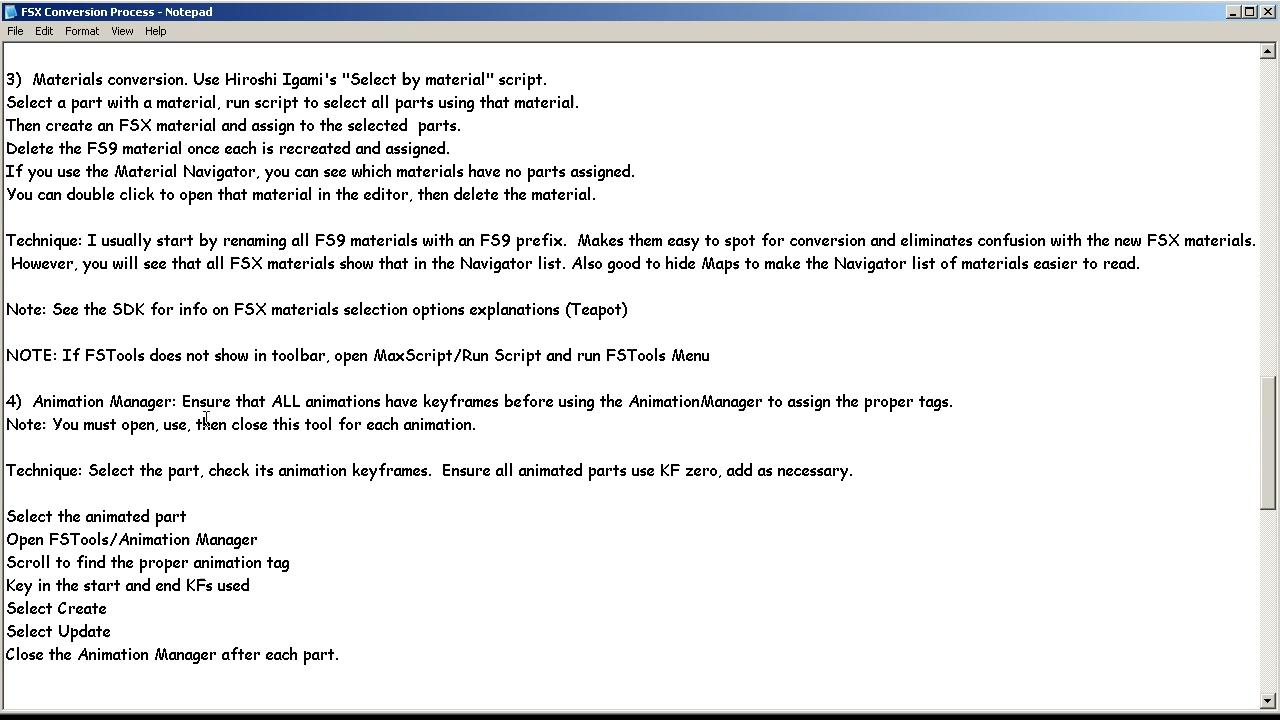 FSX Conversion Process - Notepad
File Edit Format View Help
3)  Materials conversion. Use Hiroshi Igami's "Select by material" script.
Select a part with a material, run script to select all parts using that material.
Then create an FSX material and assign to the selected  parts.
Delete the FS9 material once each is recreated and assigned.
If you use the Material Navigator, you can see which materials have no parts assigned.
You can double click to open that material in the editor, then delete the material.
Technique: I usually start by renaming all FS9 materials with an FS9 prefix.  Makes them easy to spot for conversion and eliminates confusion with the new FSX materials.
However, you will see that all FSX materials show that in the Navigator list. Also good to hide Maps to make the Navigator list of materials easier to read.
Note: See the SDK for info on FSX materials selection options explanations (Teapot)
NOTE: If FSTools does not show in toolbar, open MaxScript/Run Script and run FSTools Menu
4)  Animation Manager: Ensure that ALL animations have keyframes before using the AnimationManager to assign the proper tags.
Note: You must open, use, then close this tool for each animation.
Technique: Select the part, check its animation keyframes.  Ensure all animated parts use KF zero, add as necessary.
Select the animated part
Open FSTools/Animation Manager
Scroll to find the proper animation tag
Key in the start and end KFs used
Select Create
Select Update
Close the Animation Manager after each part.